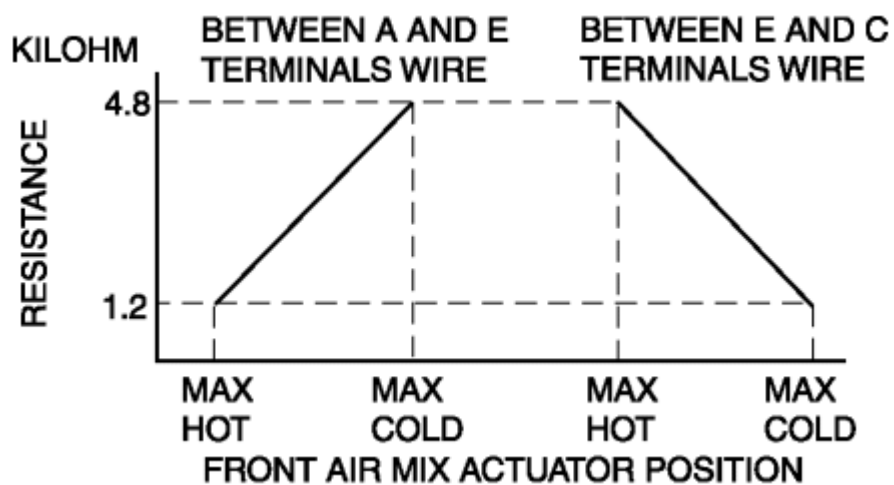 KILOHM
BETWEEN A AND E
TERMINALS WIRE
BETWEEN E AND C
TERMINALS WIRE
4.8
RESISTANCE
1.2
MAX
HOT
MAX
COLD
MAX
HOT
MAX
COLD
FRONT AIR MIX ACTUATOR POSITION